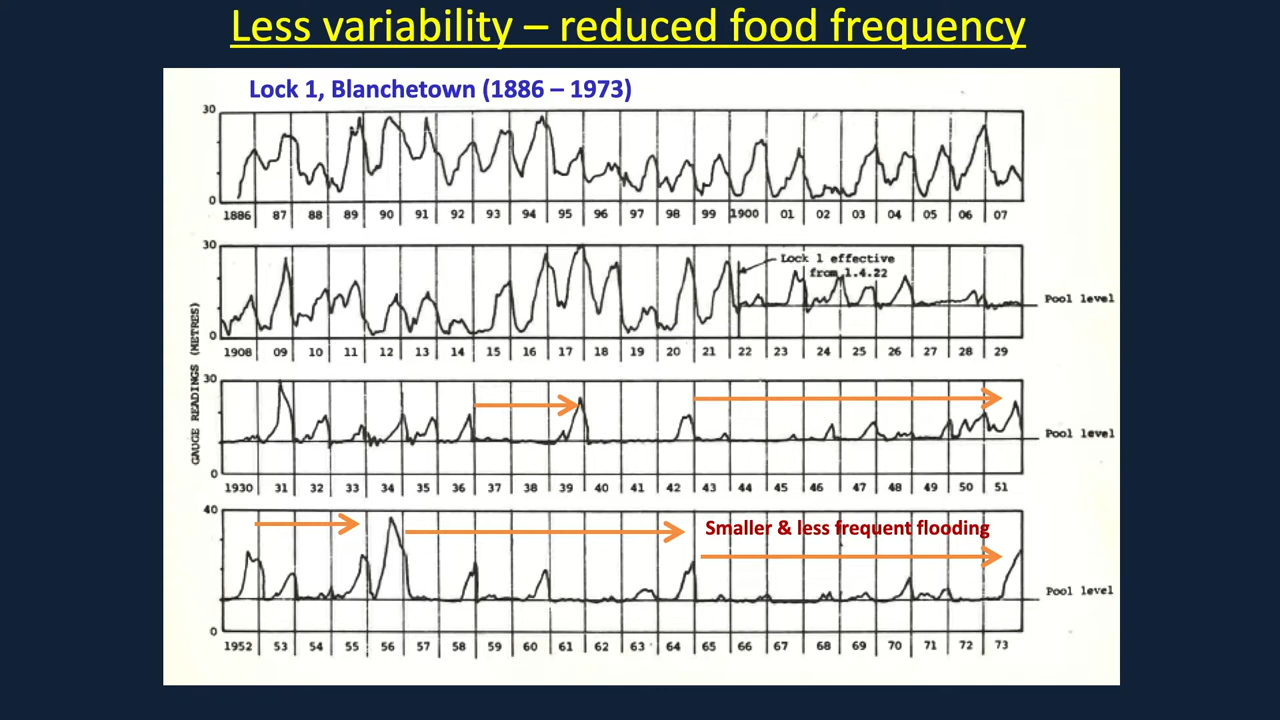 Less variability – reduced food frequency
Lock 1, Blanchetown (1886 – 1973)
GAUGE READINGS (METRES)
30
0
1886 87 88 89 90 91 92 93 94 95 96 97 98 99 1900 01 02 03 04 05 06 07
30
Lock 1 effective
from 1.4.22
Pool level
0
1908 09 10 11 12 13 14 15 16 17 18 19 20 21 22 23 24 25 26 27 28 29
30
Pool level
0
1930 31 32 33 34 35 36 37 38 39 40 41 42 43 44 45 46 47 48 49 50 51
40
Smaller & less frequent flooding
Pool level
0
1952 53 54 55 56 57 58 59 60 61 62 63 64 65 66 67 68 69 70 71 72 73